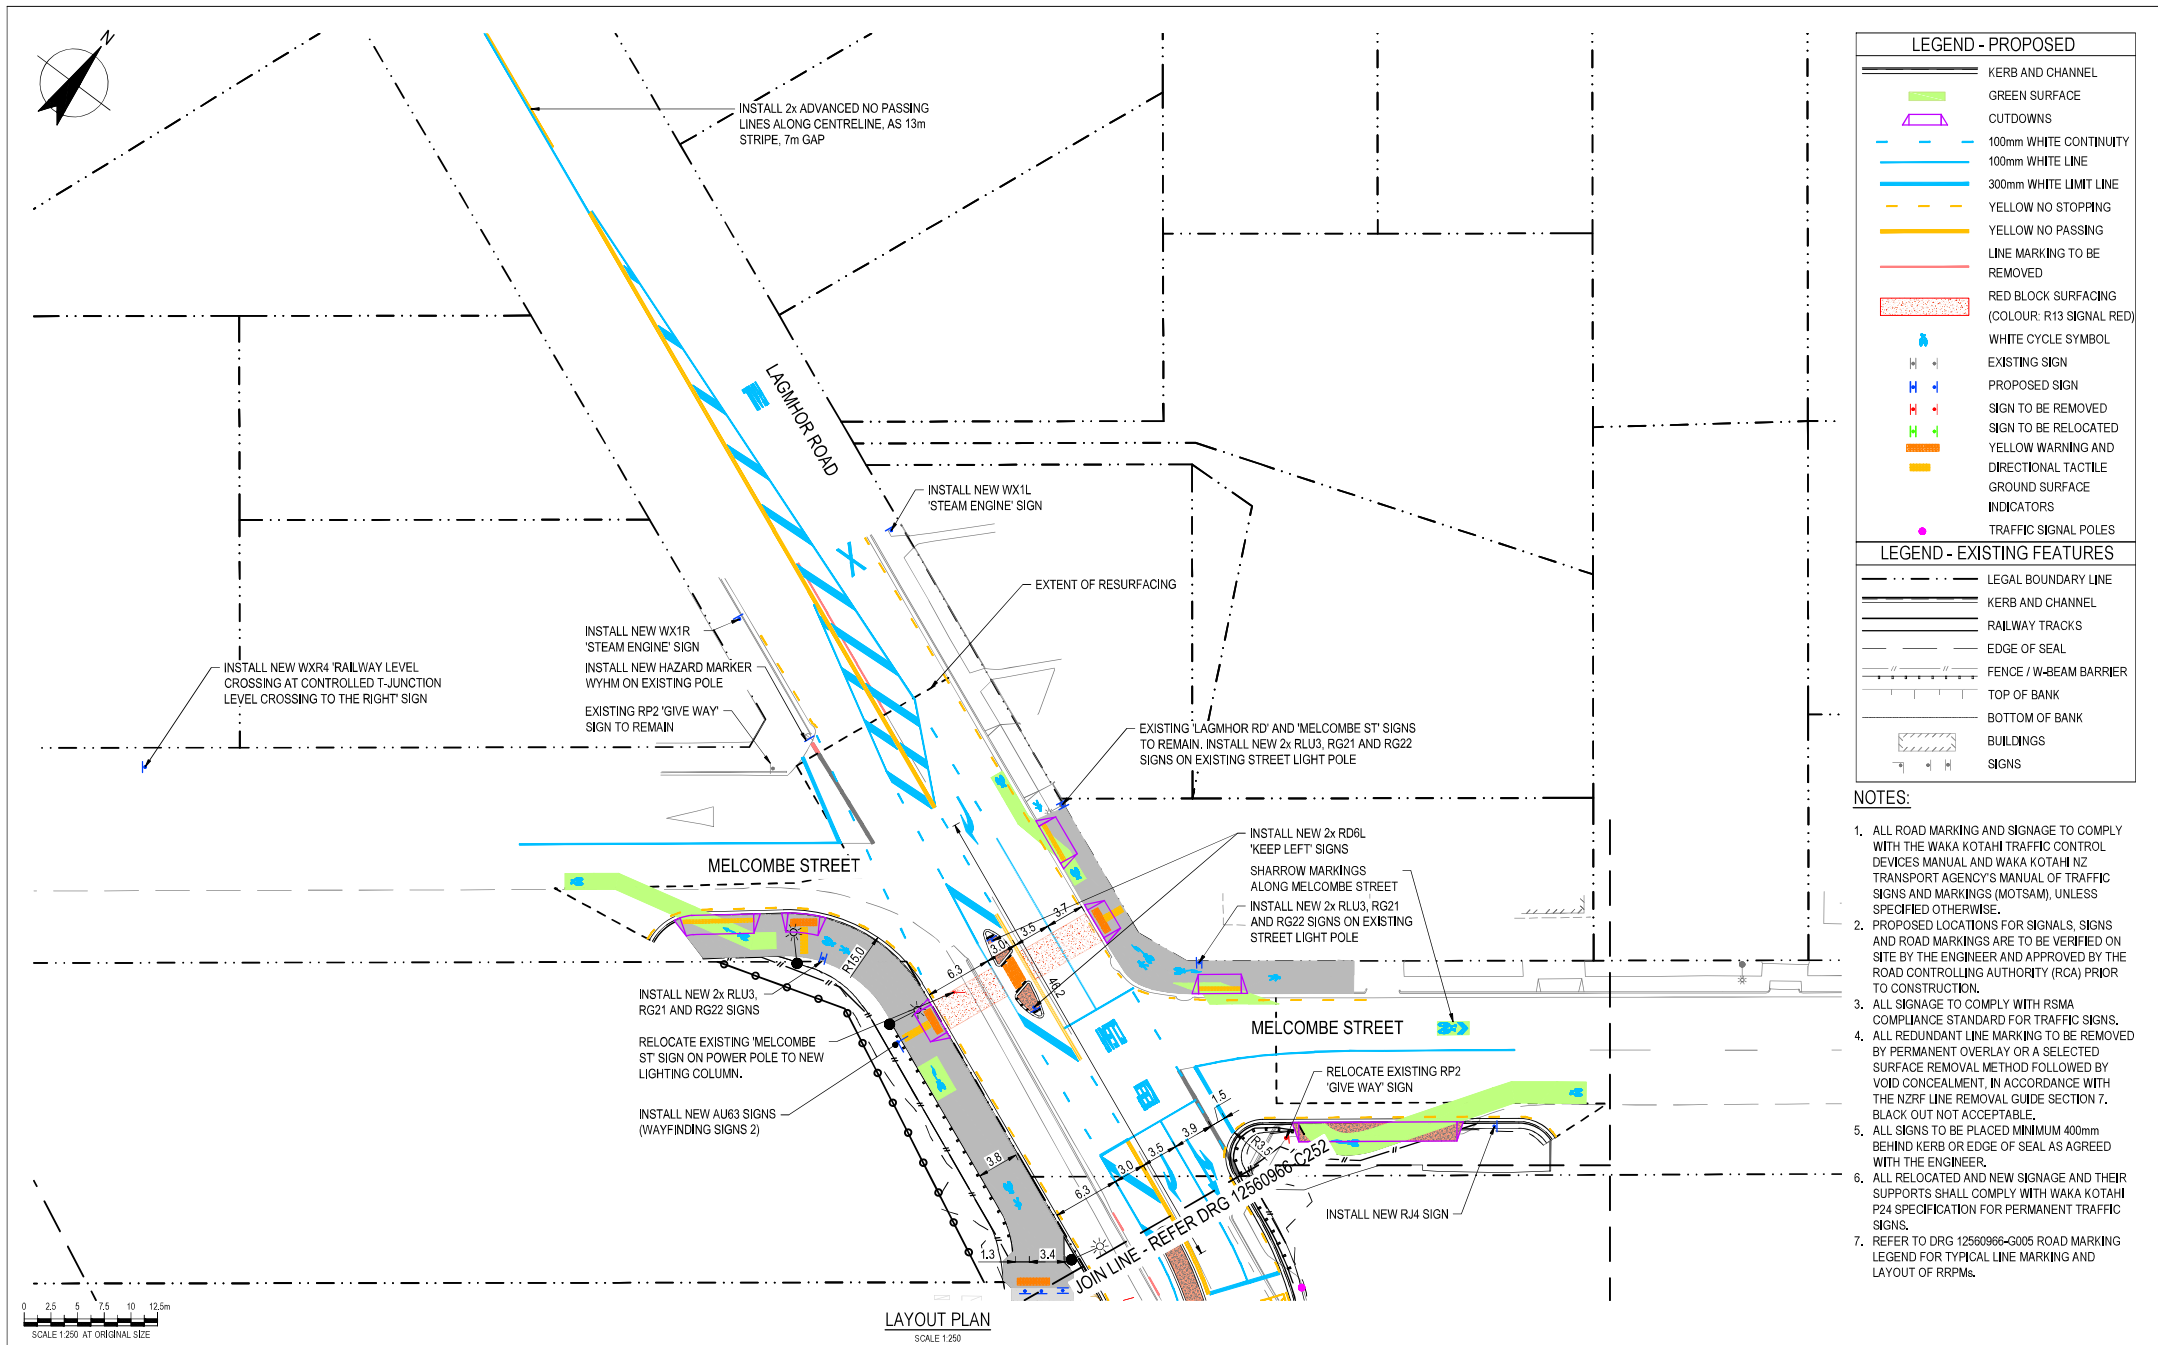 N
INSTALL 2x ADVANCED NO PASSING
LINES ALONG CENTRELINE, AS 13m
STRIPE, 7m GAP
LAGMHOR ROAD
INSTALL NEW WX1L
'STEAM ENGINE' SIGN
EXTENT OF RESURFACING
INSTALL NEW WX1R
'STEAM ENGINE' SIGN
INSTALL NEW HAZARD MARKER
WYHM ON EXISTING POLE
EXISTING RP2 'GIVE WAY'
SIGN TO REMAIN
INSTALL NEW WXR4 'RAILWAY LEVEL
CROSSING AT CONTROLLED T-JUNCTION
LEVEL CROSSING TO THE RIGHT' SIGN
EXISTING 'LAGMHOR RD' AND 'MELCOMBE ST' SIGNS
TO REMAIN. INSTALL NEW 2x RLU3, RG21 AND RG22
SIGNS ON EXISTING STREET LIGHT POLE
INSTALL NEW 2x RD6L
'KEEP LEFT' SIGNS
SHARROW MARKINGS
ALONG MELCOMBE STREET
INSTALL NEW 2x RLU3, RG21
AND RG22 SIGNS ON EXISTING
STREET LIGHT POLE
MELCOMBE STREET
R15.0
6.3
3.0
3.5
3.7
46.2
INSTALL NEW 2x RLU3,
RG21 AND RG22 SIGNS
RELOCATE EXISTING 'MELCOMBE
ST' SIGN ON POWER POLE TO NEW
LIGHTING COLUMN.
INSTALL NEW AU63 SIGNS
(WAYFINDING SIGNS 2)
MELCOMBE STREET
RELOCATE EXISTING RP2
'GIVE WAY' SIGN
INSTALL NEW RJ4 SIGN
3.8
6.3
3.0
3.5
3.9
1.5
R3.5
1.3
3.4
JOIN LINE - REFER DRG 12560966-C252
0 2.5 5 7.5 10 12.5m
SCALE 1:250 AT ORIGINAL SIZE
LAYOUT PLAN
SCALE 1:250
LEGEND - PROPOSED
KERB AND CHANNEL
GREEN SURFACE
CUTDOWNS
100mm WHITE CONTINUITY
100mm WHITE LINE
300mm WHITE LIMIT LINE
YELLOW NO STOPPING
YELLOW NO PASSING
LINE MARKING TO BE
REMOVED
RED BLOCK SURFACING
(COLOUR: R13 SIGNAL RED)
WHITE CYCLE SYMBOL
EXISTING SIGN
PROPOSED SIGN
SIGN TO BE REMOVED
SIGN TO BE RELOCATED
YELLOW WARNING AND
DIRECTIONAL TACTILE
GROUND SURFACE
INDICATORS
TRAFFIC SIGNAL POLES
LEGEND - EXISTING FEATURES
LEGAL BOUNDARY LINE
KERB AND CHANNEL
RAILWAY TRACKS
EDGE OF SEAL
FENCE / W-BEAM BARRIER
TOP OF BANK
BOTTOM OF BANK
BUILDINGS
SIGNS
NOTES:
1. ALL ROAD MARKING AND SIGNAGE TO COMPLY
WITH THE WAKA KOTAHI TRAFFIC CONTROL
DEVICES MANUAL AND WAKA KOTAHI NZ
TRANSPORT AGENCY'S MANUAL OF TRAFFIC
SIGNS AND MARKINGS (MOTSAM), UNLESS
SPECIFIED OTHERWISE.
2. PROPOSED LOCATIONS FOR SIGNALS, SIGNS
AND ROAD MARKINGS ARE TO BE VERIFIED ON
SITE BY THE ENGINEER AND APPROVED BY THE
ROAD CONTROLLING AUTHORITY (RCA) PRIOR
TO CONSTRUCTION.
3. ALL SIGNAGE TO COMPLY WITH RSMA
COMPLIANCE STANDARD FOR TRAFFIC SIGNS.
4. ALL REDUNDANT LINE MARKING TO BE REMOVED
BY PERMANENT OVERLAY OR A SELECTED
SURFACE REMOVAL METHOD FOLLOWED BY
VOID CONCEALMENT, IN ACCORDANCE WITH
THE NZRF LINE REMOVAL GUIDE SECTION 7.
BLACK OUT NOT ACCEPTABLE.
5. ALL SIGNS TO BE PLACED MINIMUM 400mm
BEHIND KERB OR EDGE OF SEAL AS AGREED
WITH THE ENGINEER.
6. ALL RELOCATED AND NEW SIGNAGE AND THEIR
SUPPORTS SHALL COMPLY WITH WAKA KOTAHI
P24 SPECIFICATION FOR PERMANENT TRAFFIC
SIGNS.
7. REFER TO DRG 12560966-G005 ROAD MARKING
LEGEND FOR TYPICAL LINE MARKING AND
LAYOUT OF RRPMs.